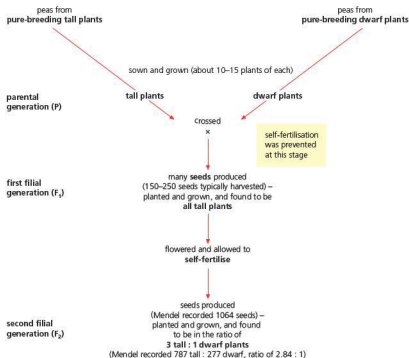 peas from
pure-breeding tall plants
peas from
pure-breeding dwarf plants
sown and grown (about 10–15 plants of each)
parental
generation (P)
tall plants
dwarf plants
crossed
×
self-fertilisation
was prevented
at this stage
first filial
generation (F₁)
many seeds produced
(150–250 seeds typically harvested) –
planted and grown, and found to be
all tall plants
flowered and allowed to
self-fertilise
second filial
generation (F₂)
seeds produced
(Mendel recorded 1064 seeds) –
planted and grown, and found
to be in the ratio of
3 tall : 1 dwarf plants
(Mendel recorded 787 tall : 277 dwarf, ratio of 2.84 : 1)